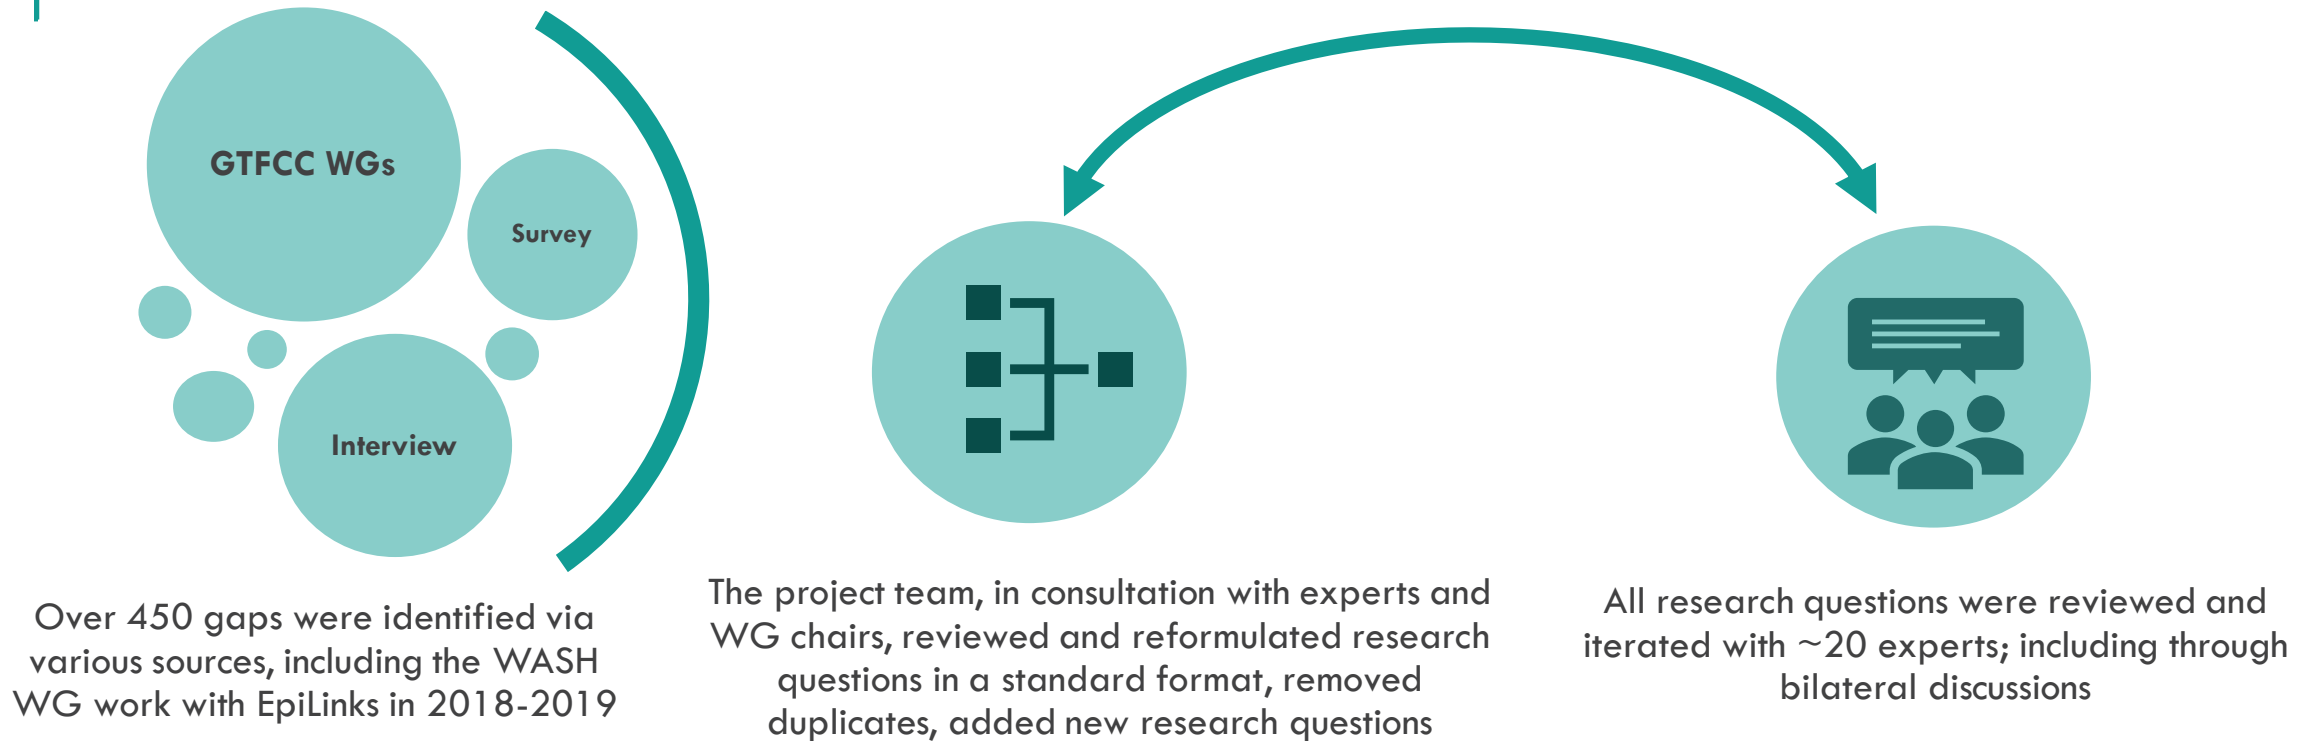 GTFCC WGs
Survey
Interview
Over 450 gaps were identified via
various sources, including the WASH
WG work with EpiLinks in 2018-2019
The project team, in consultation with experts and
WG chairs, reviewed and reformulated research
questions in a standard format, removed
duplicates, added new research questions
All research questions were reviewed and
iterated with ~20 experts; including through
bilateral discussions